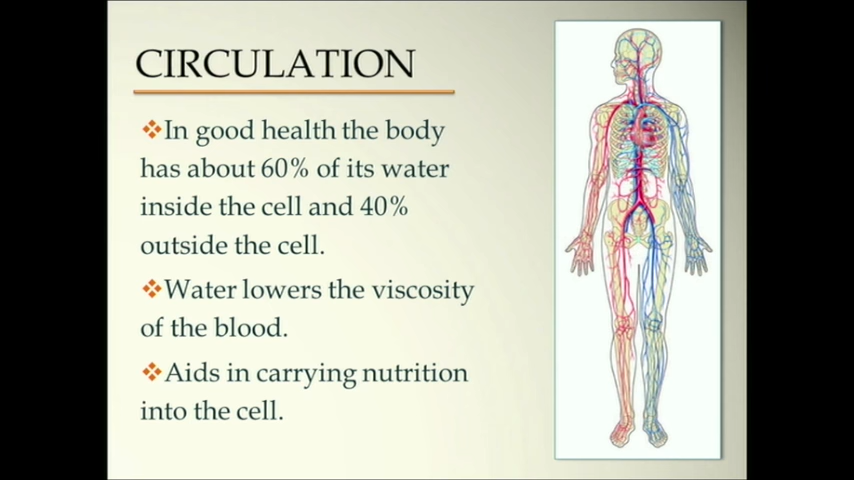 CIRCULATION
❖In good health the body
has about 60% of its water
inside the cell and 40%
outside the cell.
❖Water lowers the viscosity
of the blood.
❖Aids in carrying nutrition
into the cell.